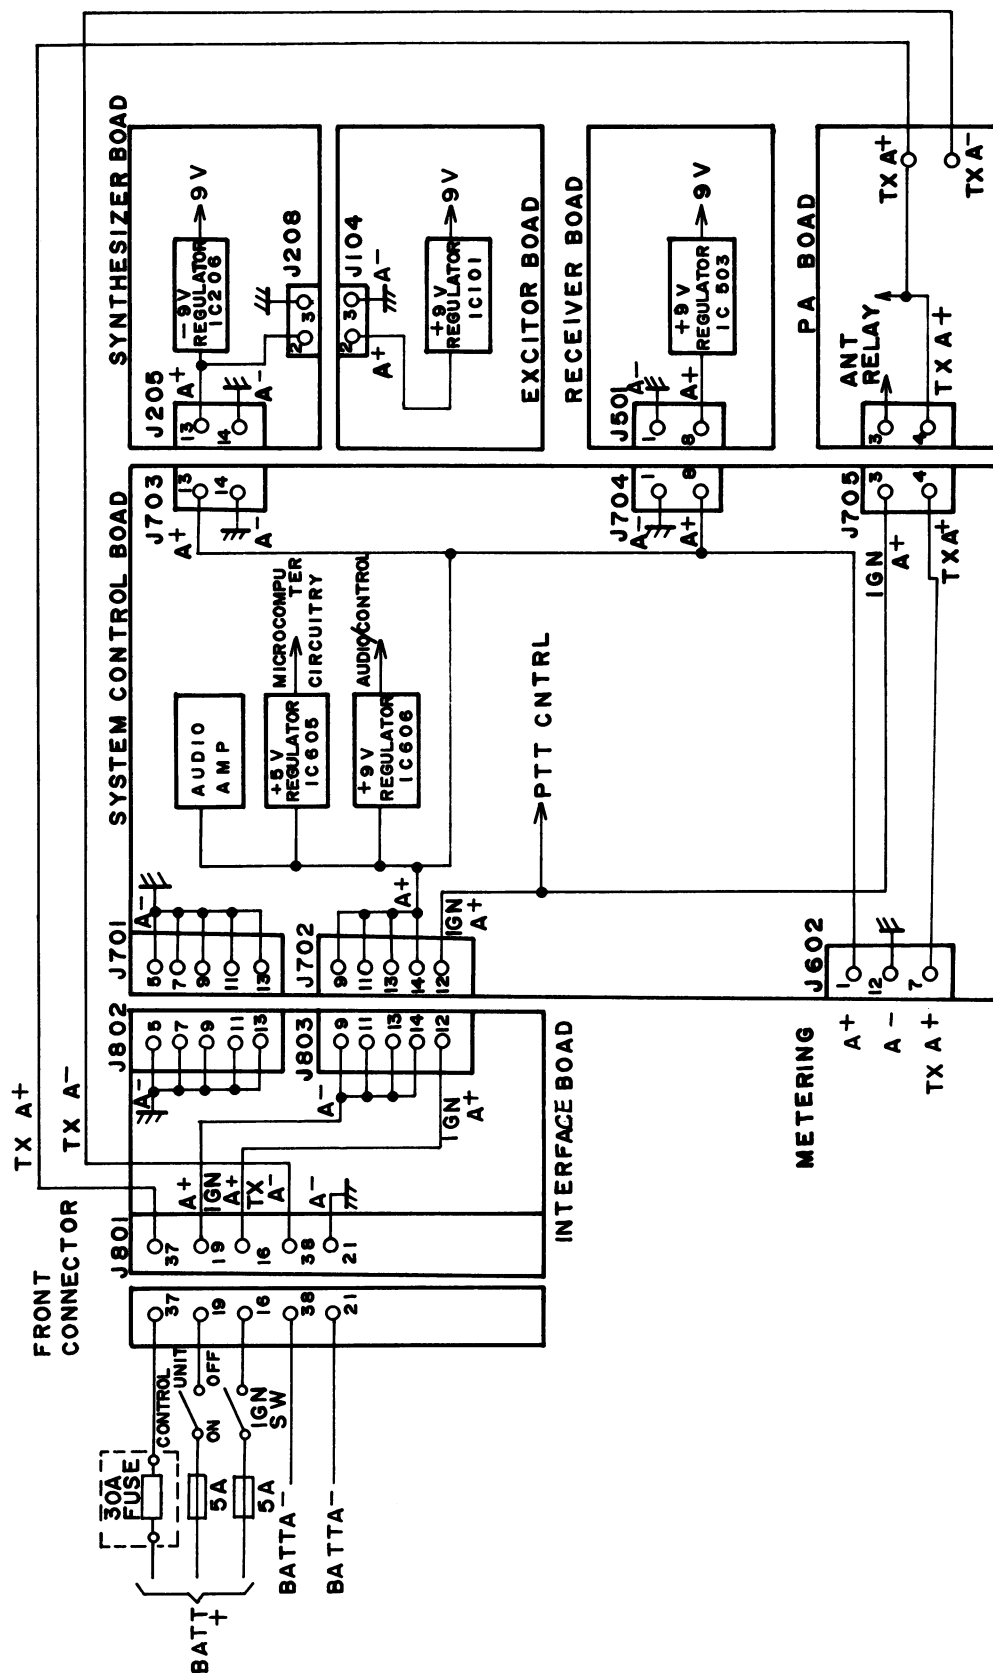 FRONT
CONNECTOR
TX A+
TX A-
BATT
+
30A
FUSE
5A
5A
BATTA-
BATTA-
CONTROL
UNIT
ON
OFF
IGN
SW
37
19
16
38
21
J801
37
19
16
38
21
A+
IGN
A+
TX
A-
A-
INTERFACE BOARD
J802
5
7
9
11
13
A-
J803
9
11
13
14
12
A-
IGN
A+
SYSTEM CONTROL BOARD
J701
5
7
9
11
13
A-
J702
9
11
13
14
12
A+
IGN
A+
AUDIO
AMP
+5V
REGULATOR
IC605
MICROCOMPU
TER
CIRCUITRY
+9V
REGULATOR
IC606
AUDIO/CONTROL
PTT CNTRL
METERING
A+
A-
TX A+
J602
1
12
7
J703
13
14
A+
A-
J704
1
8
A-
A+
J705
3
4
IGN
A+
TXA+
SYNTHESIZER BOARD
J205
13
14
A+
A-
-9V
REGULATOR
IC206
-9V
J208
2
3
J104
2
3
A+
A-
+9V
REGULATOR
IC101
9V
EXCITOR BOARD
RECEIVER BOARD
J501
1
8
A-
A+
+9V
REGULATOR
IC 503
9V
PA BOARD
3
4
ANT
RELAY
TX A+
TX A+
TX A-